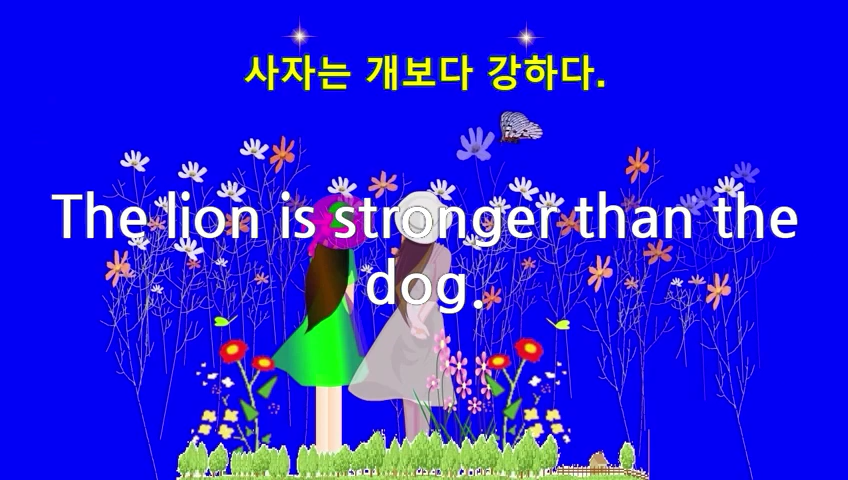 사자는 개보다 강하다.
The lion is stronger than the
dog.